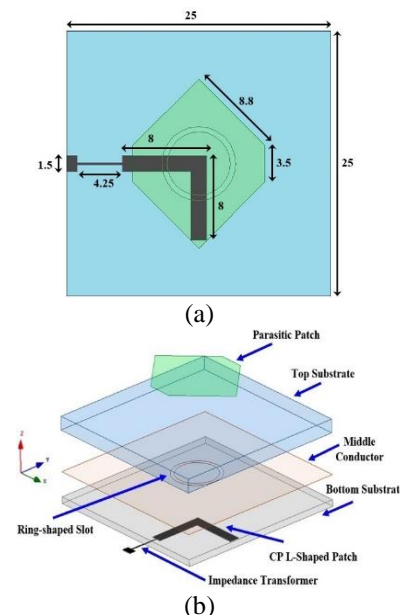 25
8.8
8
3.5
1.5
4.25
8
25
(a)
Parasitic Patch
Top Substrate
Middle
Conductor
Bottom Substrat
Ring-shaped Slot
CP L-Shaped Patch
Impedance Transformer
Z
Y
X
(b)